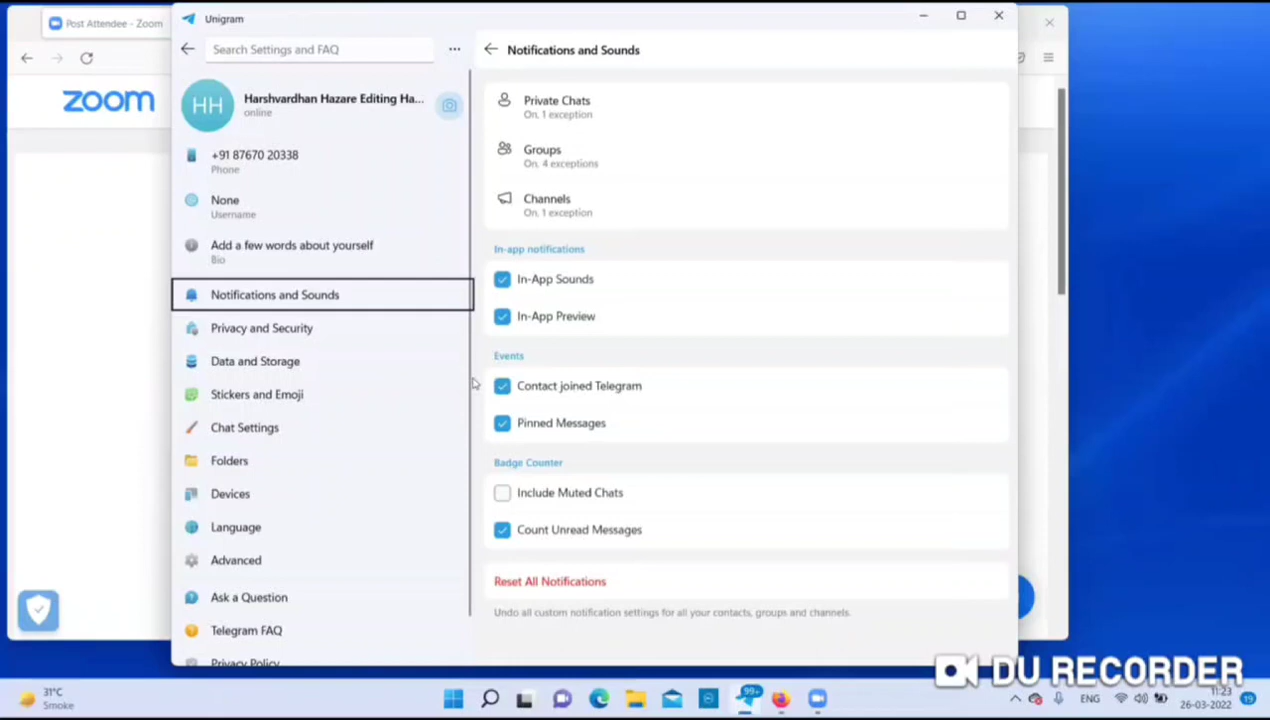 Post Attendee - Zoom
zoom
Unigram
Search Settings and FAQ
Harshvardhan Hazare Editing Ha...
online
HH
+91 87670 20338
Phone
None
Username
Add a few words about yourself
Bio
Notifications and Sounds
Privacy and Security
Data and Storage
Stickers and Emoji
Chat Settings
Folders
Devices
Language
Advanced
Ask a Question
Telegram FAQ
Privacy Policy
Notifications and Sounds
Private Chats
On, 1 exception
Groups
On, 4 exceptions
Channels
On, 1 exception
In-app notifications
In-App Sounds
In-App Preview
Events
Contact joined Telegram
Pinned Messages
Badge Counter
Include Muted Chats
Count Unread Messages
Reset All Notifications
Undo all custom notification settings for all your contacts, groups and channels.
DU RECORDER
31°C
Smoke
99+
ENG
11:23
26-03-2022
19